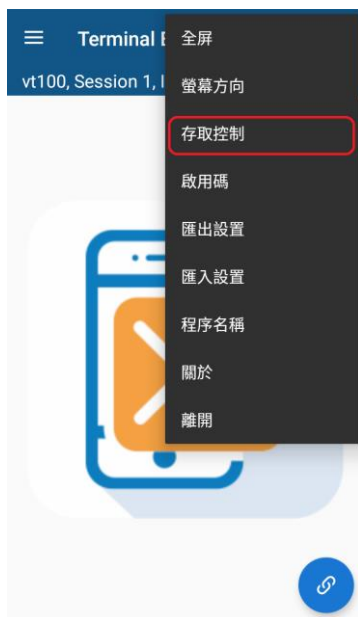 Terminal
全屏
vt100, Session 1,
螢幕方向
存取控制
啟用碼
匯出設置
匯入設置
程序名稱
關於
離開